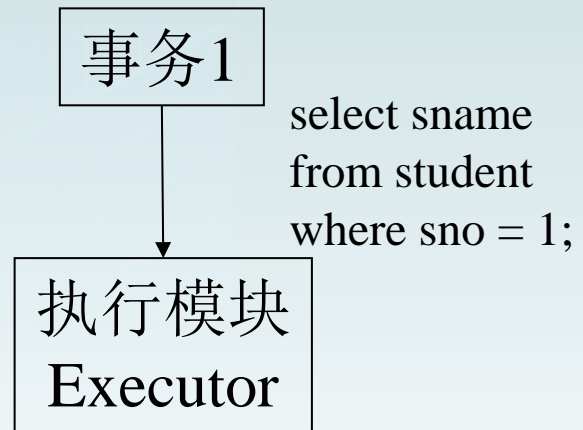 事务1
select sname
from student
where sno = 1;
执行模块
Executor